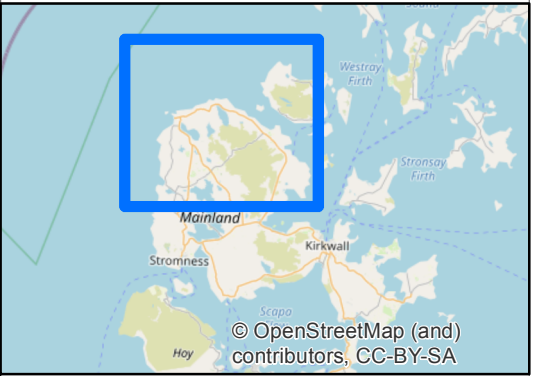 Westray
Firth
Stronsay
Firth
Mainland
Kirkwall
Stromness
Scapa
Hoy
© OpenStreetMap (and)
contributors, CC-BY-SA